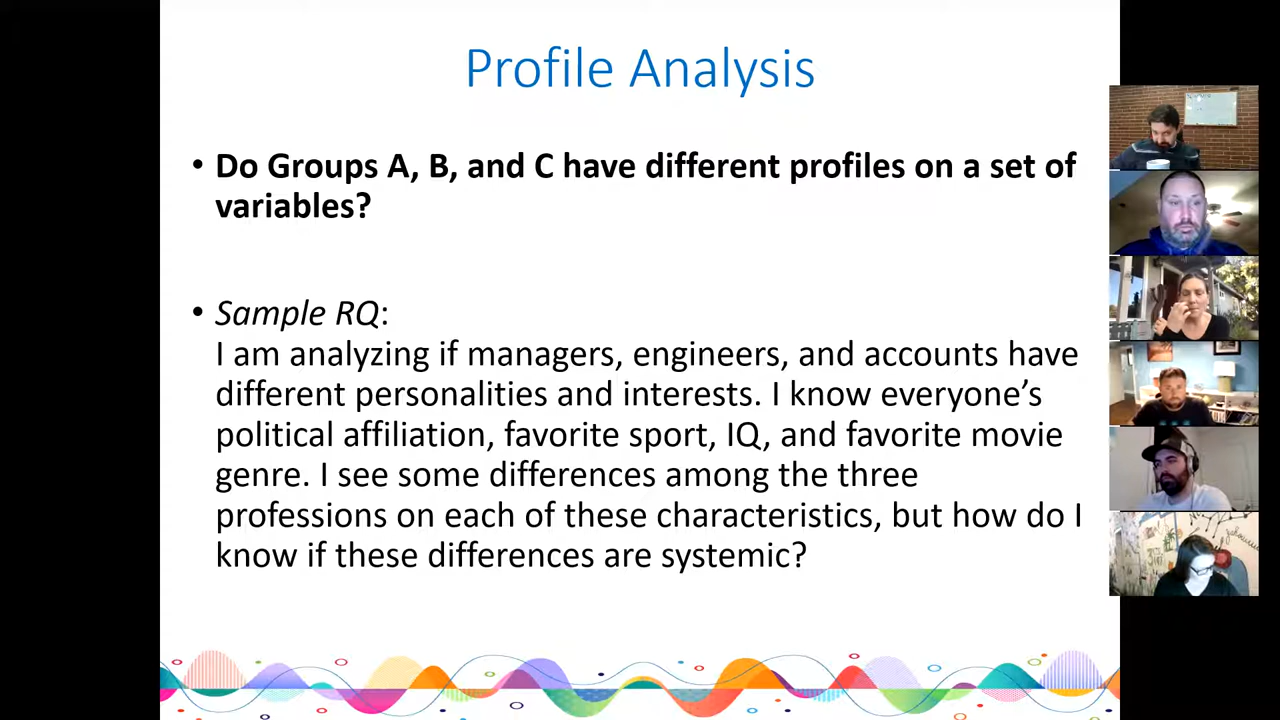 Profile Analysis
• Do Groups A, B, and C have different profiles on a set of
variables?
• Sample RQ:
I am analyzing if managers, engineers, and accounts have
different personalities and interests. I know everyone’s
political affiliation, favorite sport, IQ, and favorite movie
genre. I see some differences among the three
professions on each of these characteristics, but how do I
know if these differences are systemic?